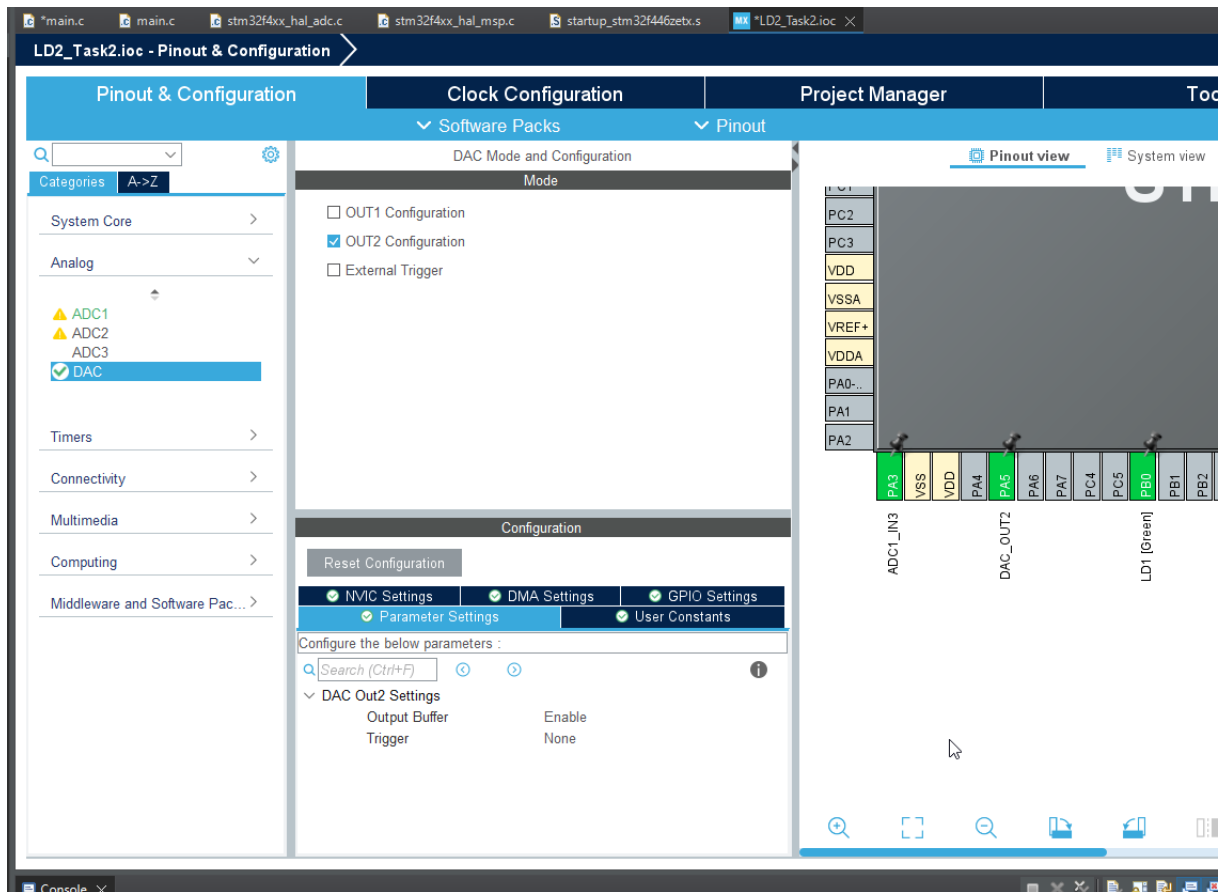 *main.c main.c stm32f4xx_hal_adc.c stm32f4xx_hal_msp.c startup_stm32f446zetx.s MX *LD2_Task2.ioc
LD2_Task2.ioc - Pinout & Configuration
Pinout & Configuration Clock Configuration Project Manager
Software Packs Pinout
DAC Mode and Configuration
Pinout view System view
Categories A->Z
Mode
System Core
Analog
ADC1
ADC2
ADC3
DAC
Timers
Connectivity
Multimedia
Computing
Middleware and Software Pac...
OUT1 Configuration
OUT2 Configuration
External Trigger
Configuration
Reset Configuration
NVIC Settings DMA Settings GPIO Settings
Parameter Settings User Constants
Configure the below parameters :
Search (Ctrl+F)
DAC Out2 Settings
Output Buffer Enable
Trigger None
PC2
PC3
VDD
VSSA
VREF+
VDDA
PA0-..
PA1
PA2
PA3 VSS VDD PA4 PA5 PA6 PA7 PC4 PC5 PB0 PB1 PB2
ADC1_IN3 DAC_OUT2 LD1 [Green]
Console